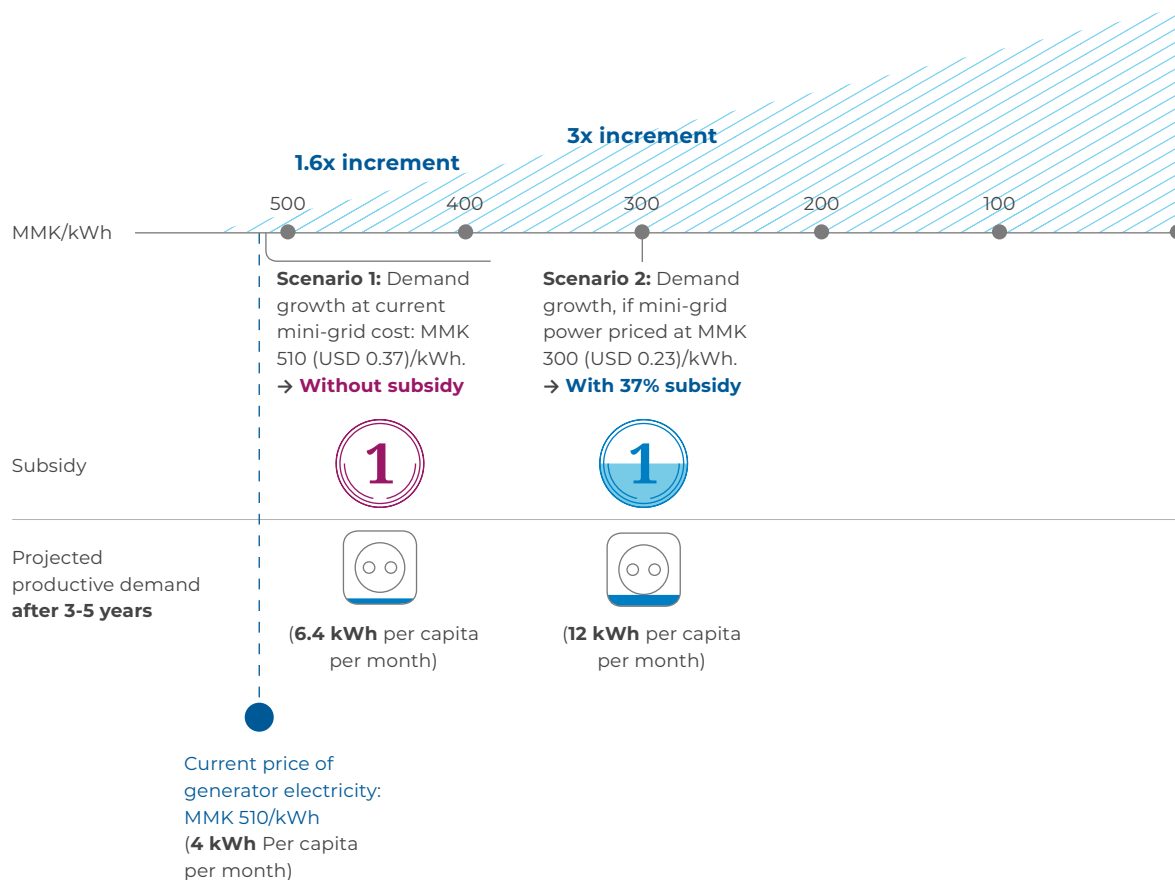 3x increment
1.6x increment
500
400
300
200
100
MMK/kWh
Scenario 1: Demand
growth at current
mini-grid cost: MMK
510 (USD 0.37)/kWh.
→ Without subsidy
Scenario 2: Demand
growth, if mini-grid
power priced at MMK
300 (USD 0.23)/kWh.
→ With 37% subsidy
Subsidy
1
1
Projected
productive demand
after 3-5 years
(6.4 kWh per capita
per month)
(12 kWh per capita
per month)
Current price of
generator electricity:
MMK 510/kWh
(4 kWh Per capita
per month)